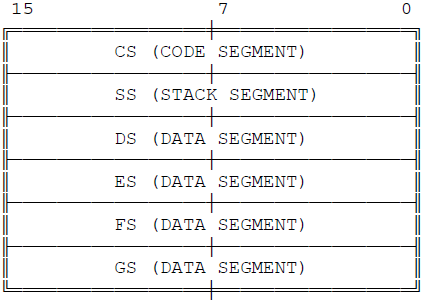 15 7 0
CS (CODE SEGMENT)
SS (STACK SEGMENT)
DS (DATA SEGMENT)
ES (DATA SEGMENT)
FS (DATA SEGMENT)
GS (DATA SEGMENT)